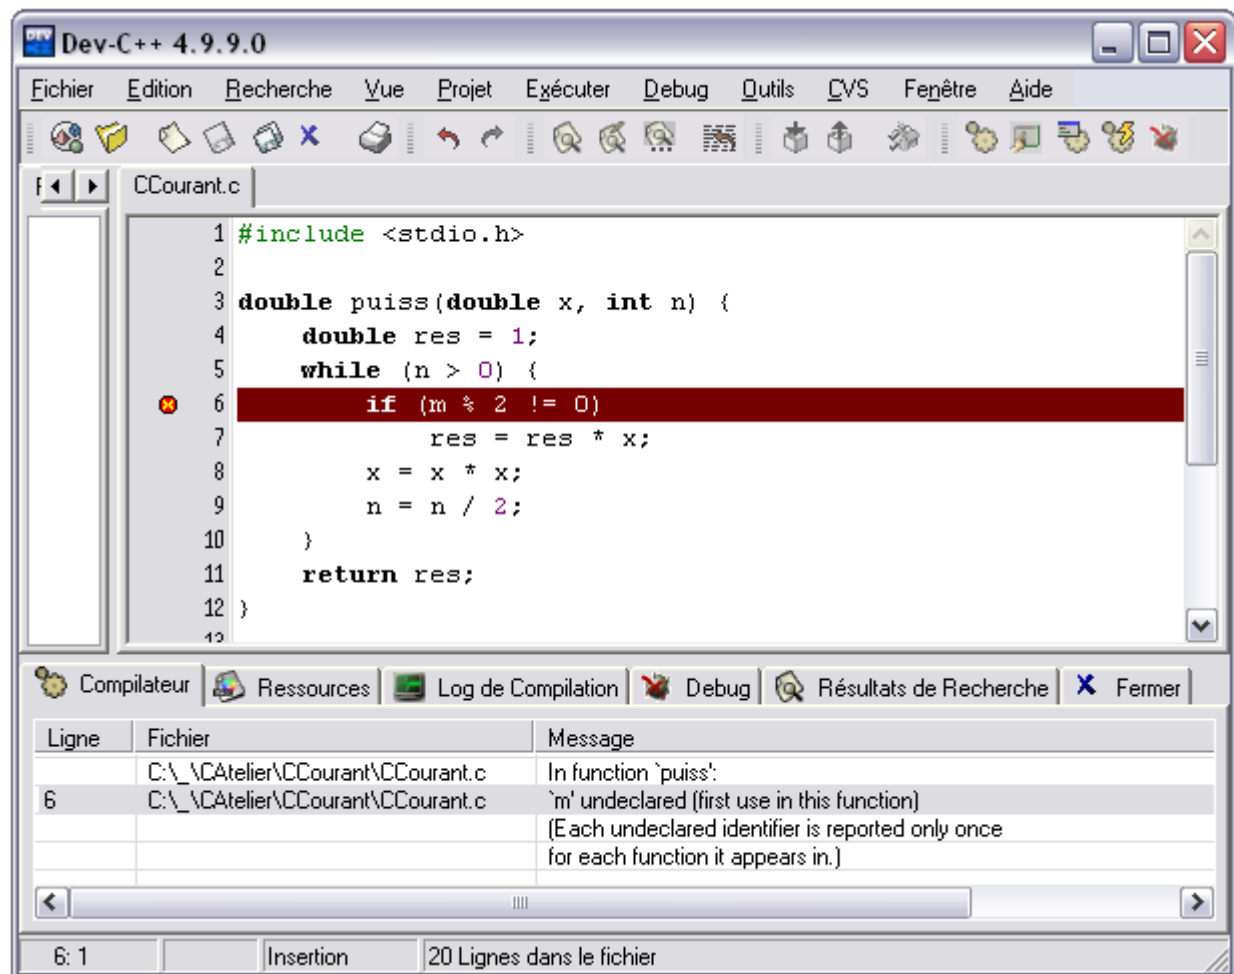 Dev-C++ 4.9.9.0
Fichier Edition Recherche Vue Projet Exécuter Debug Outils CVS Fenêtre Aide
CCourant.c
1 #include <stdio.h>
2
3 double puiss(double x, int n) {
4 double res = 1;
5 while (n > 0) {
6 if (m % 2 != 0)
7 res = res * x;
8 x = x * x;
9 n = n / 2;
10 }
11 return res;
12 }
13
Compilateur Ressources Log de Compilation Debug Résultats de Recherche Fermer
Ligne Fichier Message
C:\_\CAtelier\CCourant\CCourant.c In function `puiss':
6 C:\_\CAtelier\CCourant\CCourant.c `m' undeclared (first use in this function)
(Each undeclared identifier is reported only once
for each function it appears in.)
6: 1 Insertion 20 Lignes dans le fichier